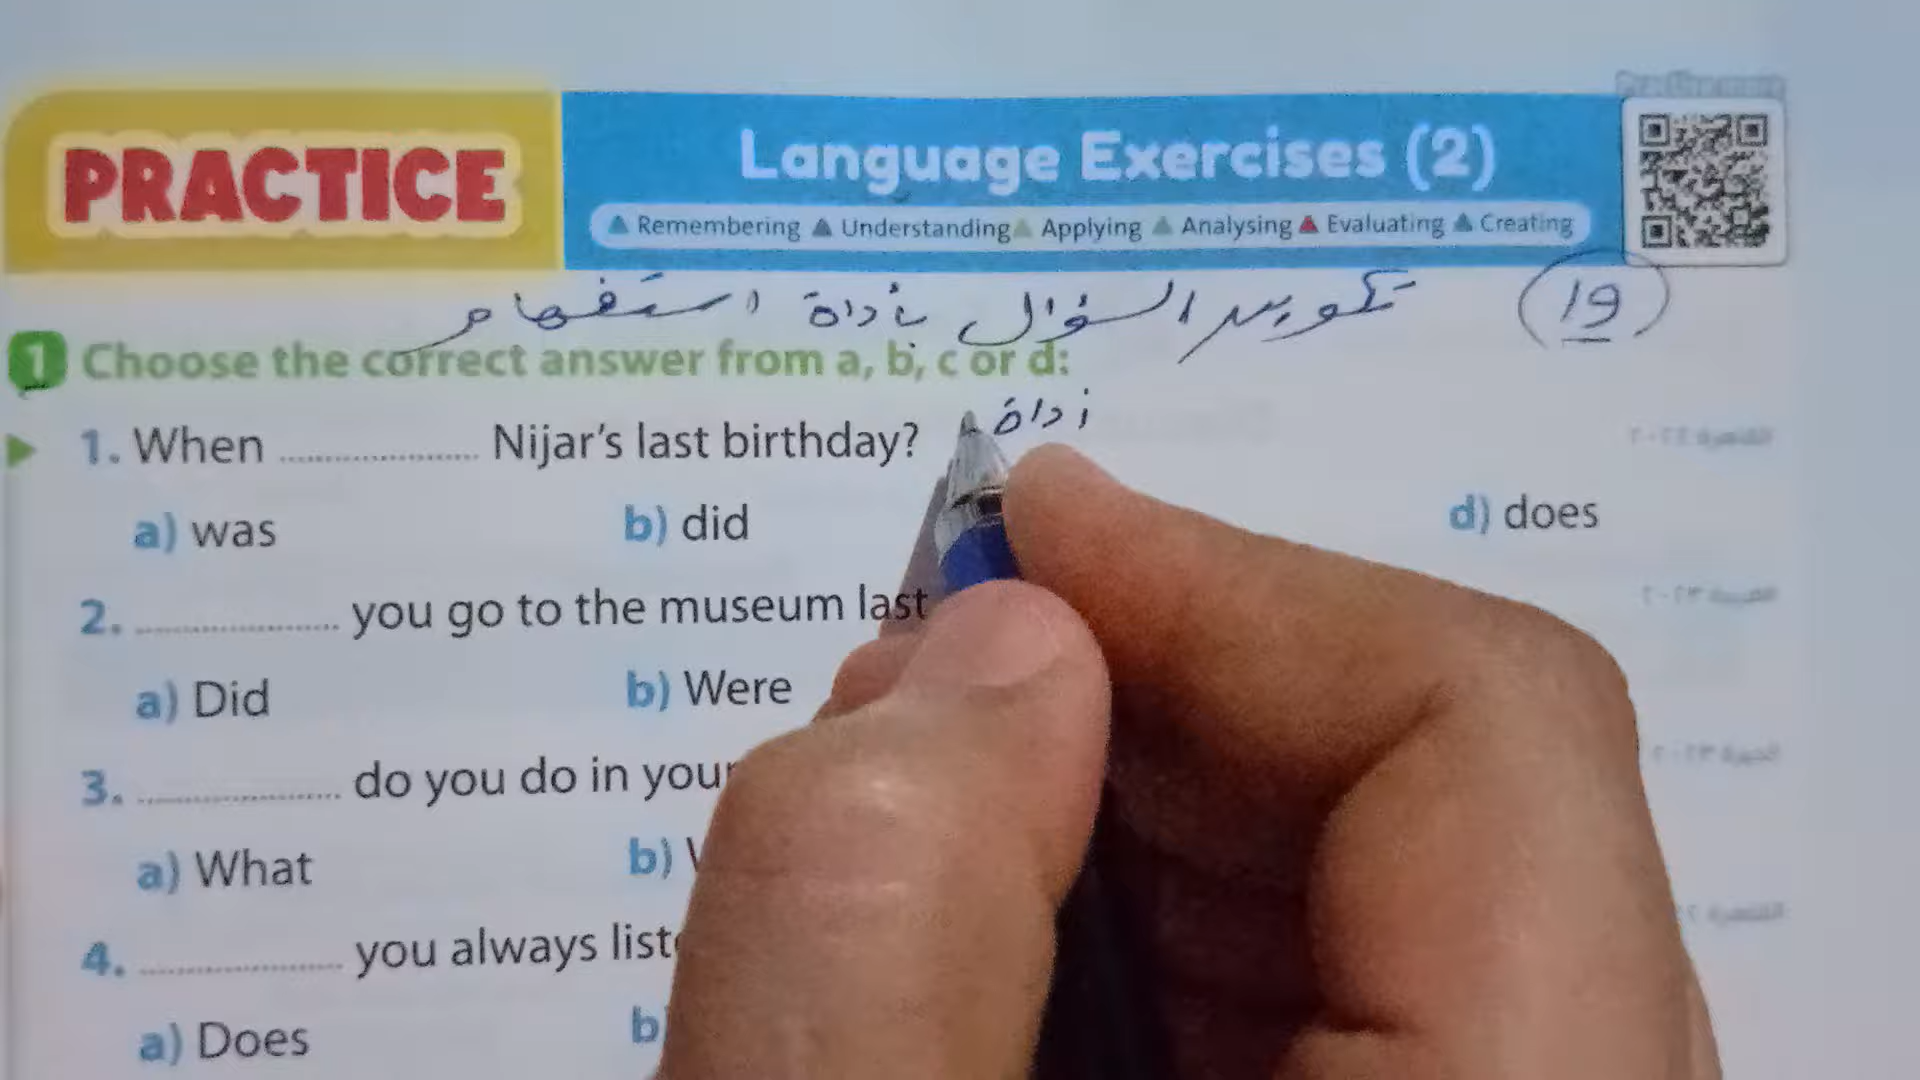 PRACTICE
Language Exercises (2)
Remembering Understanding Applying Analysing Evaluating Creating
19
تكوين السؤال بأداة استفهام
1 Choose the correct answer from a, b, c or d:
أداة
1. When .................... Nijar's last birthday?
a) was b) did d) does
2. .................... you go to the museum last
a) Did b) Were
3. .................... do you do in your
a) What b)
4. .................... you always
a) Does b)